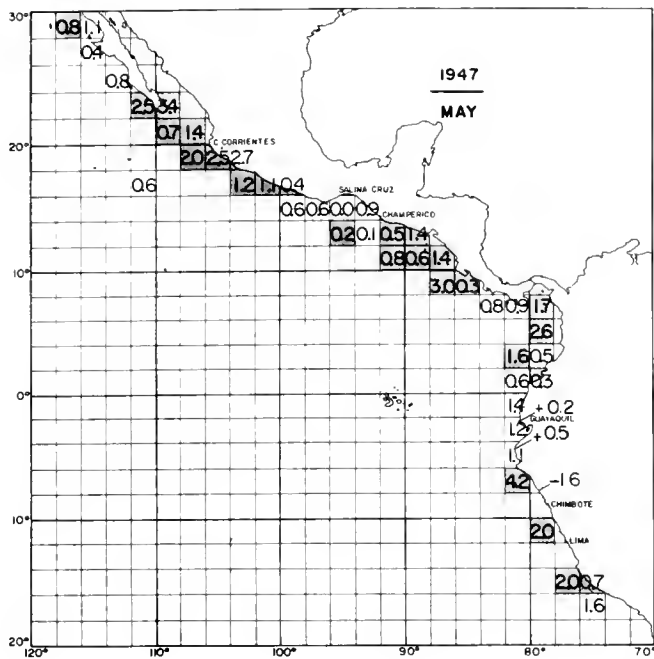 30°
0.8 1.1
0.4
0.8
1947
MAY
2.5 3.4
0.7 1.4
20°
C. CORRIENTES
2.0 2.5 2.7
0.6
1.2 1.1 0.4
SALINA CRUZ
0.6 0.6 0.0 0.9
CHAMPERICO
0.2 0.1 0.5 1.4
0.8 0.6 1.4
10°
3.0 0.3
0.8 0.9 1.7
2.6
1.6 0.5
0.6 0.3
0°
1.4 + 0.2
GUAYAQUIL
1.2 + 0.5
1.1
4.2 -1.6
CHIMBOTE
10°
2.0
LIMA
2.0 0.7
1.6
20°
120° 110° 100° 90° 80° 70°